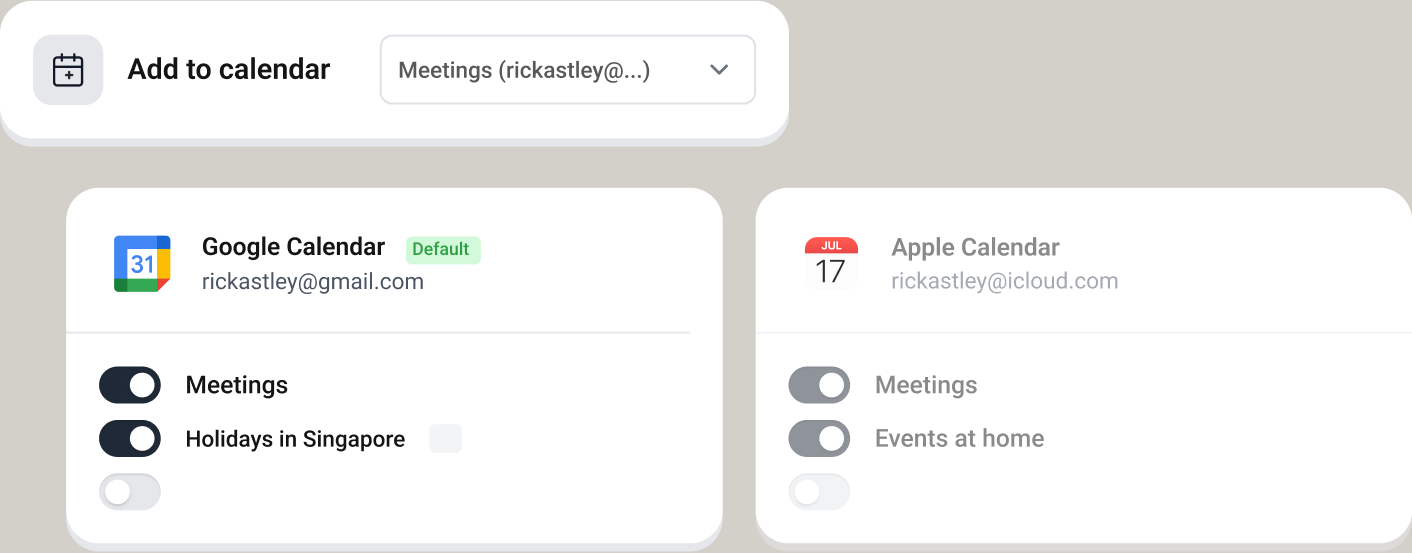 Add to calendar
Meetings (rickastley@...)
Google Calendar Default
rickastley@gmail.com
31
Meetings
Holidays in Singapore
Apple Calendar
rickastley@icloud.com
JUL
17
Meetings
Events at home